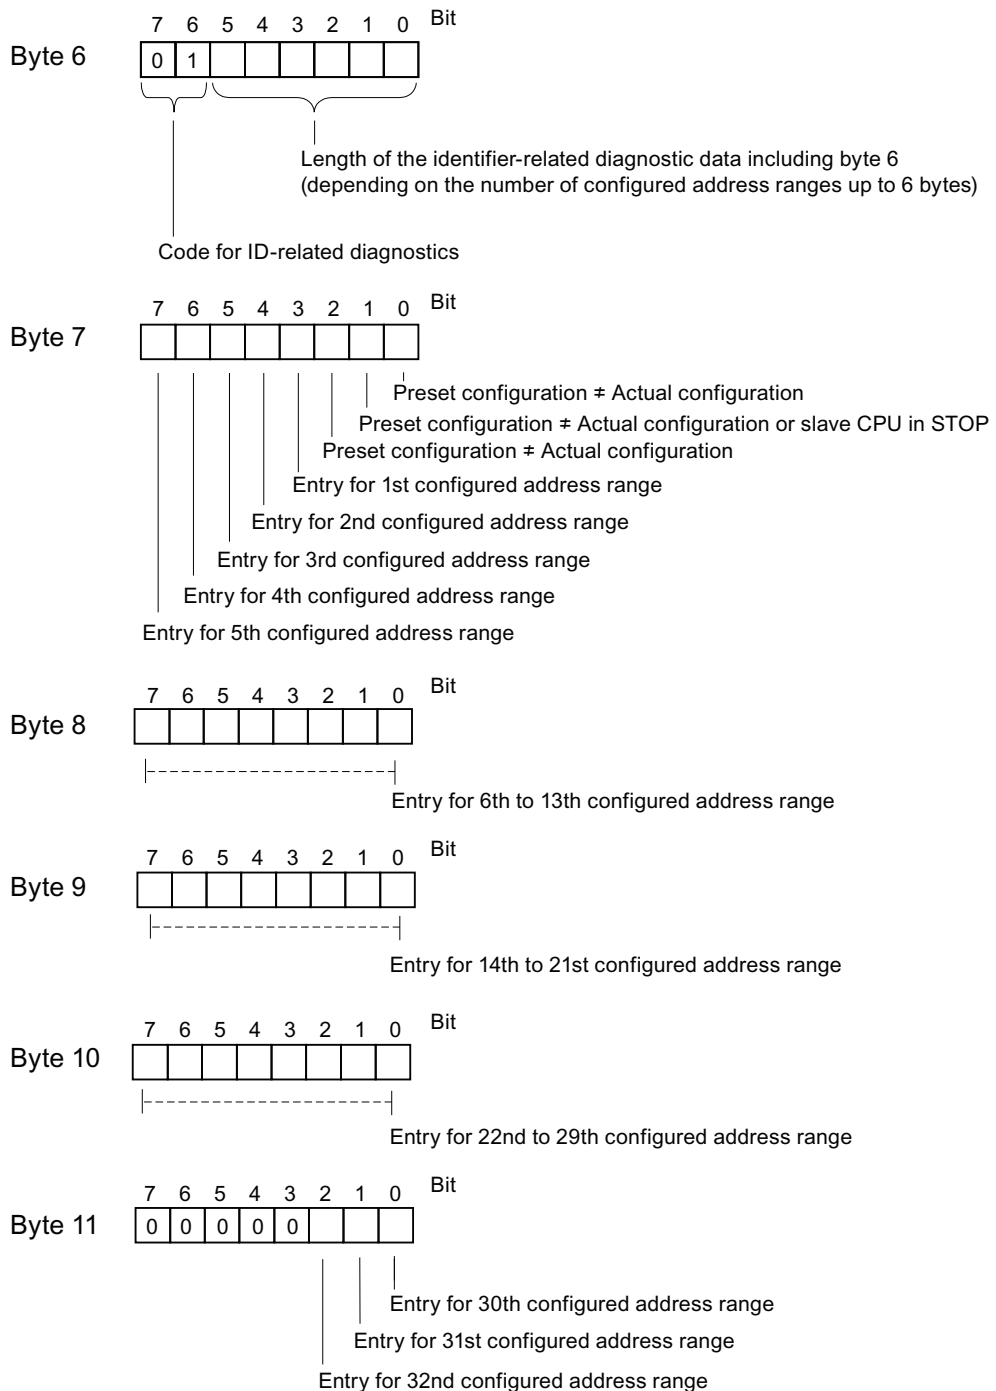 7 6 5 4 3 2 1 0 Bit
Byte 6
0 1
Length of the identifier-related diagnostic data including byte 6
(depending on the number of configured address ranges up to 6 bytes)
Code for ID-related diagnostics
7 6 5 4 3 2 1 0 Bit
Byte 7
Preset configuration ≠ Actual configuration
Preset configuration ≠ Actual configuration or slave CPU in STOP
Preset configuration ≠ Actual configuration
Entry for 1st configured address range
Entry for 2nd configured address range
Entry for 3rd configured address range
Entry for 4th configured address range
Entry for 5th configured address range
7 6 5 4 3 2 1 0 Bit
Byte 8
Entry for 6th to 13th configured address range
7 6 5 4 3 2 1 0 Bit
Byte 9
Entry for 14th to 21st configured address range
7 6 5 4 3 2 1 0 Bit
Byte 10
Entry for 22nd to 29th configured address range
7 6 5 4 3 2 1 0 Bit
Byte 11
0 0 0 0 0
Entry for 30th configured address range
Entry for 31st configured address range
Entry for 32nd configured address range